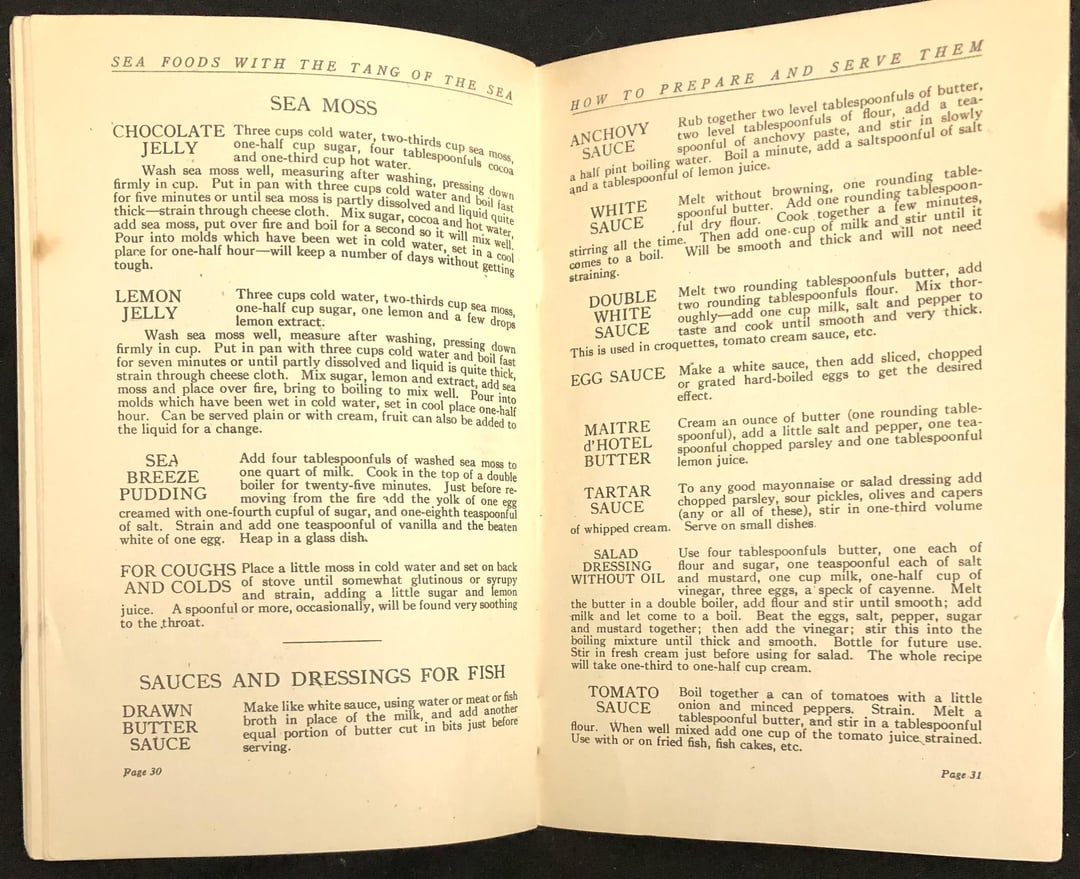 SEA FOODS WITH THE TANG OF THE SEA
SEA MOSS
CHOCOLATE JELLY
Three cups cold water, two-thirds cup sea moss,
one-half cup sugar, four tablespoonfuls cocoa
and one-third cup hot water.
Wash sea moss well, measuring after washing, pressing down
firmly in cup. Put in pan with three cups cold water and boil fast
for five minutes or until sea moss is partly dissolved and liquid quite
thick—strain through cheese cloth. Mix sugar, cocoa and hot water,
add sea moss, put over fire and boil for a second so it will mix well.
Pour into molds which have been wet in cold water, set in a cool
place for one-half hour—will keep a number of days without getting
tough.
LEMON JELLY
Three cups cold water, two-thirds cup sea moss,
one-half cup sugar, one lemon and a few drops
lemon extract.
Wash sea moss well, measure after washing, pressing down
firmly in cup. Put in pan with three cups cold water and boil fast
for seven minutes or until partly dissolved and liquid is quite thick,
strain through cheese cloth. Mix sugar, lemon and extract, add sea
moss and place over fire, bring to boiling to mix well. Pour into
molds which have been wet in cold water, set in cool place one-half
hour. Can be served plain or with cream, fruit can also be added to
the liquid for a change.
SEA BREEZE PUDDING
Add four tablespoonfuls of washed sea moss to
one quart of milk. Cook in the top of a double
boiler for twenty-five minutes. Just before re-
moving from the fire add the yolk of one egg
creamed with one-fourth cupful of sugar, and one-eighth teaspoonful
of salt. Strain and add one teaspoonful of vanilla and the beaten
white of one egg. Heap in a glass dish.
FOR COUGHS AND COLDS
Place a little moss in cold water and set on back
of stove until somewhat glutinous or syrupy
and strain, adding a little sugar and lemon
juice. A spoonful or more, occasionally, will be found very soothing
to the throat.
SAUCES AND DRESSINGS FOR FISH
DRAWN BUTTER SAUCE
Make like white sauce, using water or meat or fish
broth in place of the milk, and add another
equal portion of butter cut in bits just before
serving.
Page 30
HOW TO PREPARE AND SERVE THEM
ANCHOVY SAUCE
Rub together two level tablespoonfuls of butter,
two level tablespoonfuls of flour, add a tea-
spoonful of anchovy paste, and stir in slowly
a half pint boiling water. Boil a minute, add a saltspoonful of salt
and a tablespoonful of lemon juice.
WHITE SAUCE
Melt without browning, one rounding table-
spoonful butter. Add one rounding tablespoon-
ful dry flour. Cook together a few minutes,
stirring all the time. Then add one cup of milk and stir until it
comes to a boil. Will be smooth and thick and will not need
straining.
DOUBLE WHITE SAUCE
Melt two rounding tablespoonfuls butter, add
two rounding tablespoonfuls flour. Mix thor-
oughly—add one cup milk, salt and pepper to
taste and cook until smooth and very thick.
This is used in croquettes, tomato cream sauce, etc.
EGG SAUCE
Make a white sauce, then add sliced, chopped
or grated hard-boiled eggs to get the desired
effect.
MAITRE d'HOTEL BUTTER
Cream an ounce of butter (one rounding table-
spoonful), add a little salt and pepper, one tea-
spoonful chopped parsley and one tablespoonful
lemon juice.
TARTAR SAUCE
To any good mayonnaise or salad dressing add
chopped parsley, sour pickles, olives and capers
(any or all of these), stir in one-third volume
of whipped cream. Serve on small dishes.
SALAD DRESSING WITHOUT OIL
Use four tablespoonfuls butter, one each of
flour and sugar, one teaspoonful each of salt
and mustard, one cup milk, one-half cup of
vinegar, three eggs, a speck of cayenne. Melt
the butter in a double boiler, add flour and stir until smooth; add
milk and let come to a boil. Beat the eggs, salt, pepper, sugar
and mustard together; then add the vinegar; stir this into the
boiling mixture until thick and smooth. Bottle for future use.
Stir in fresh cream just before using for salad. The whole recipe
will take one-third to one-half cup cream.
TOMATO SAUCE
Boil together a can of tomatoes with a little
onion and minced peppers. Strain. Melt a
tablespoonful butter, and stir in a tablespoonful
flour. When well mixed add one cup of the tomato juice strained.
Use with or on fried fish, fish cakes, etc.
Page 31